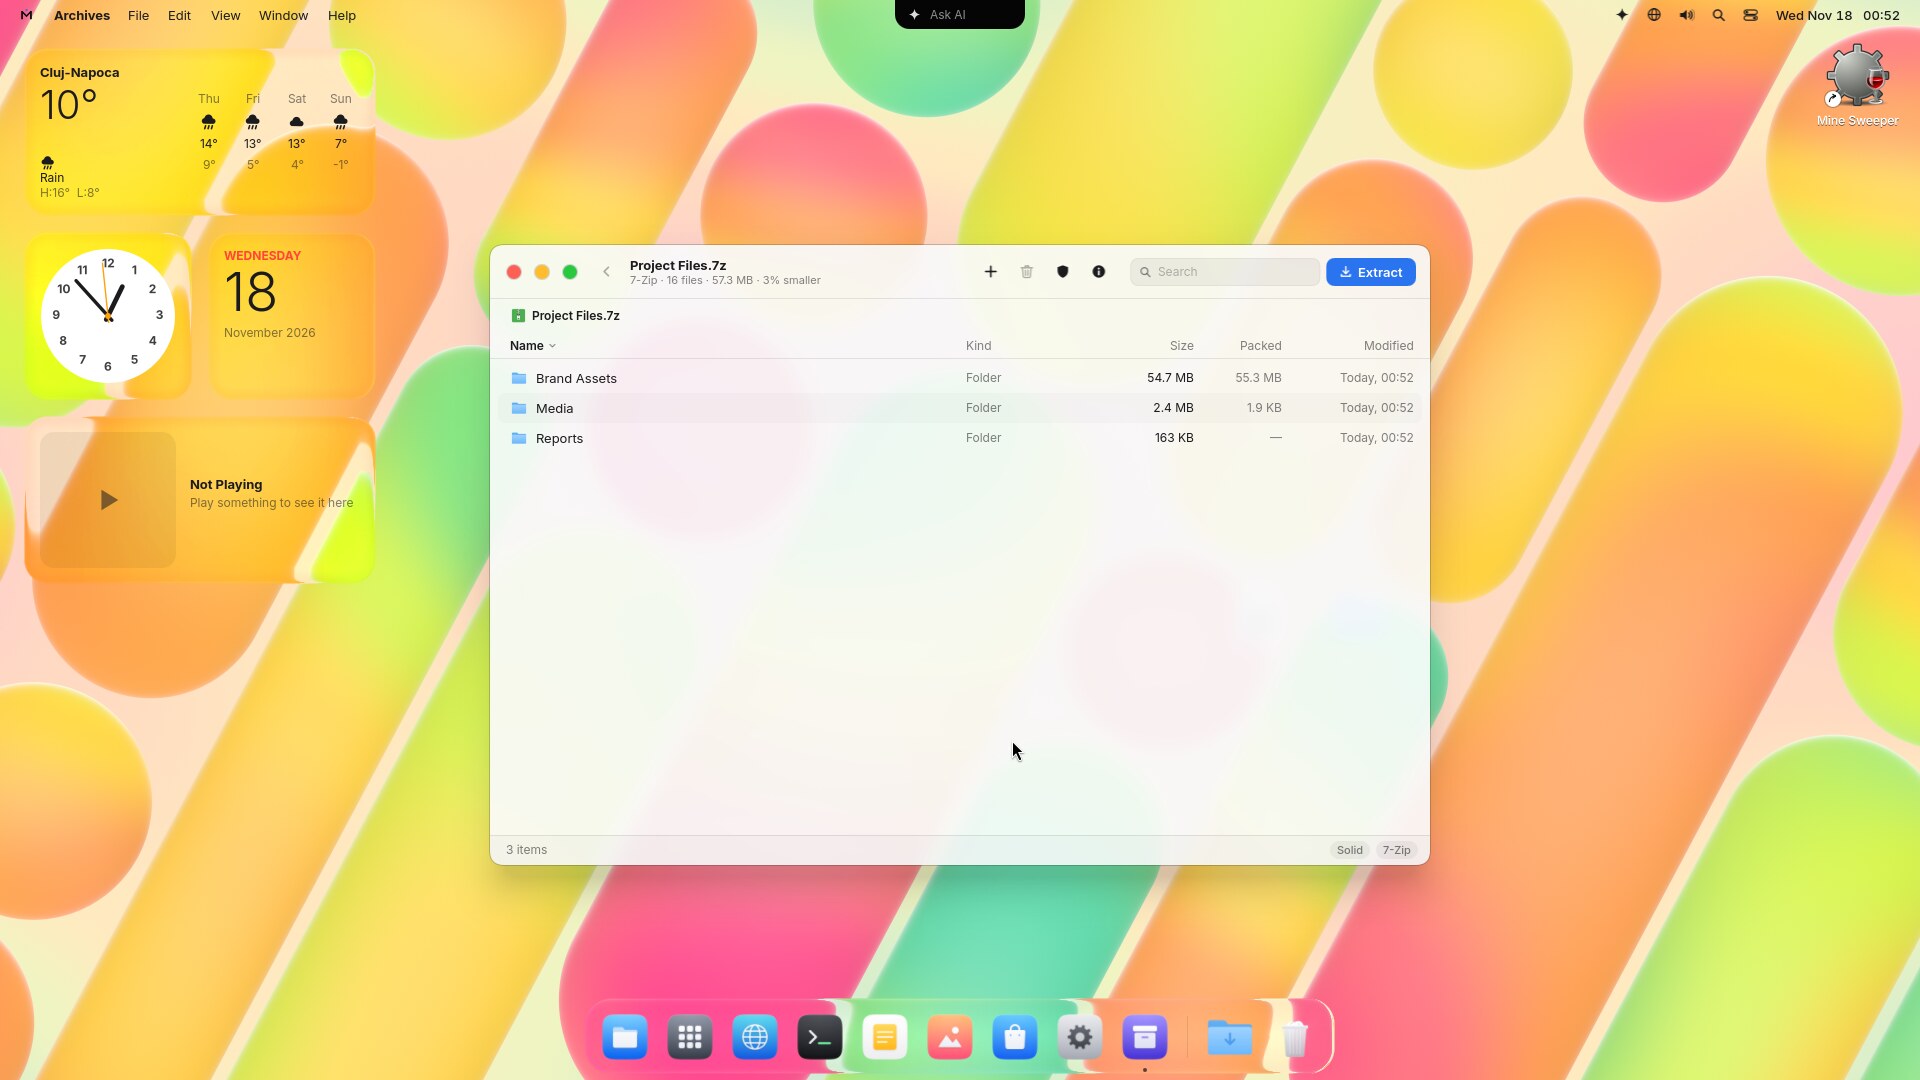 Archives File Edit View Window Help
Ask AI
Wed Nov 18 00:52
Cluj-Napoca
10°
Rain
H:16° L:8°
Thu Fri Sat Sun
14° 13° 13° 7°
9° 5° 4° -1°
12 1 2 3 4 5 6 7 8 9 10 11
WEDNESDAY
18
November 2026
Not Playing
Play something to see it here
Mine Sweeper
Project Files.7z
7-Zip · 16 files · 57.3 MB · 3% smaller
Search
Extract
Project Files.7z
Name Kind Size Packed Modified
Brand Assets Folder 54.7 MB 55.3 MB Today, 00:52
Media Folder 2.4 MB 1.9 KB Today, 00:52
Reports Folder 163 KB — Today, 00:52
3 items
Solid 7-Zip